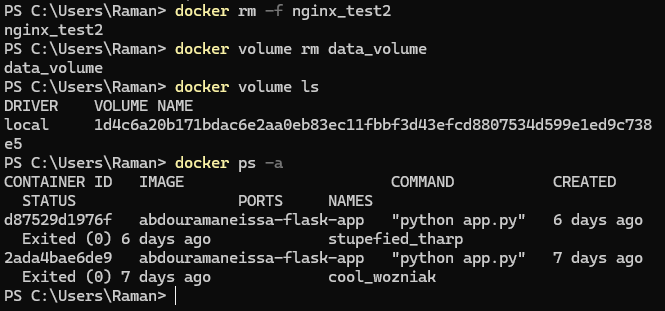 PS C:\Users\Raman> docker rm -f nginx_test2
nginx_test2
PS C:\Users\Raman> docker volume rm data_volume
data_volume
PS C:\Users\Raman> docker volume ls
DRIVER    VOLUME NAME
local     1d4c6a20b171bdac6e2aa0eb83ec11fbbf3d43efcd8807534d599e1ed9c738
e5
PS C:\Users\Raman> docker ps -a
CONTAINER ID   IMAGE                     COMMAND           CREATED
  STATUS                   PORTS     NAMES
d87529d1976f   abdouramaneissa-flask-app   "python app.py"   6 days ago
  Exited (0) 6 days ago             stupefied_tharp
2ada4bae6de9   abdouramaneissa-flask-app   "python app.py"   7 days ago
  Exited (0) 7 days ago             cool_wozniak
PS C:\Users\Raman>